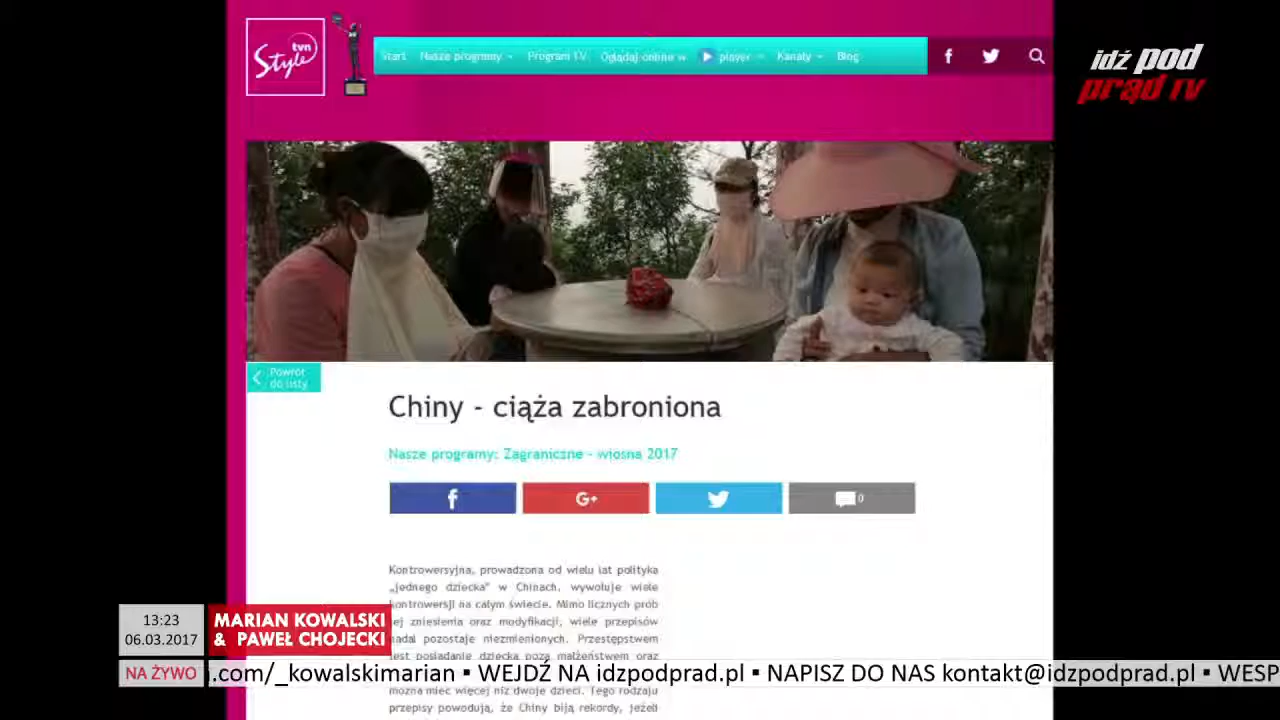 tvn
Style
Start Nasze programy Program TV Oglądaj online player Kanały Blog
idź pod
prąd TV
Powrót
do listy
Chiny - ciąża zabroniona
Nasze programy: Zagraniczne - wiosna 2017
G+
0
Kontrowersyjna, prowadzona od wielu lat polityka
„jednego dziecka” w Chinach, wywołuje wiele
kontrowersji na całym świecie. Mimo licznych prób
jej zniesienia oraz modyfikacji, wiele przepisów
nadal pozostaje niezmienionych. Przestępstwem
jest posiadanie dziecka poza małżeństwem oraz
można mieć więcej niż dwoje dzieci. Tego rodzaju
przepisy powodują, że Chiny biją rekordy, jeżeli
13:23
06.03.2017
MARIAN KOWALSKI
& PAWEŁ CHOJECKI
NA ŻYWO
.com/_kowalskimarian ▪ WEJDŹ NA idzpodprad.pl ▪ NAPISZ DO NAS kontakt@idzpodprad.pl ▪ WESP